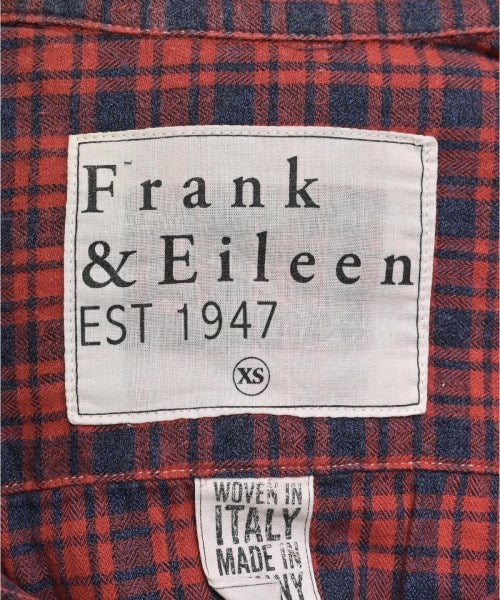 Frank
& Eileen
EST 1947
XS
WOVEN IN
ITALY
MADE IN